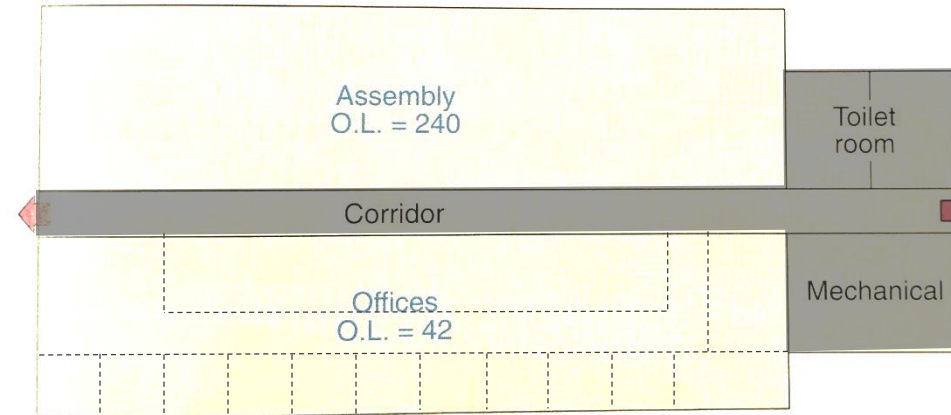 Assembly
O.L. = 240
Toilet
room
Corridor
Mechanical
Offices
O.L. = 42